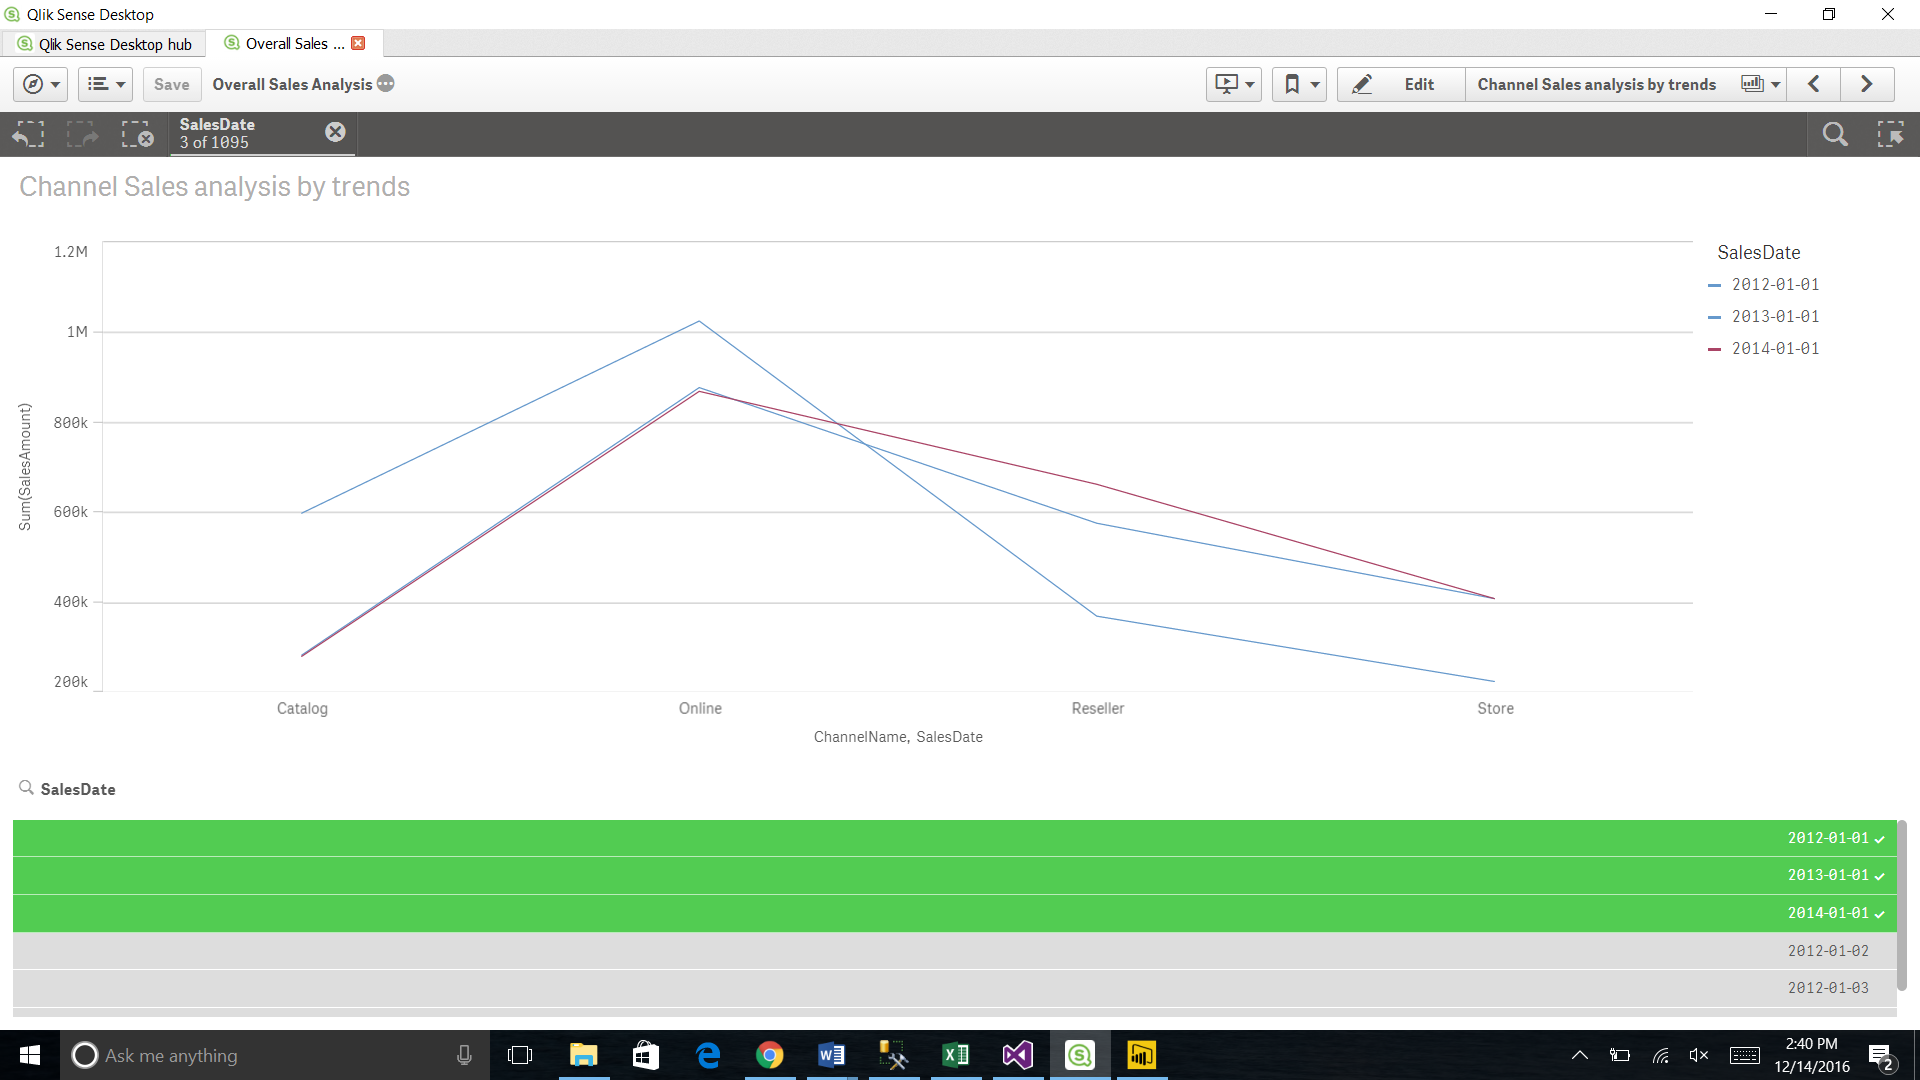 Qlik Sense Desktop
Qlik Sense Desktop hub
Overall Sales ...
Save
Overall Sales Analysis
Edit
Channel Sales analysis by trends
SalesDate
3 of 1095
Channel Sales analysis by trends
1.2M
1M
800k
600k
400k
200k
Sum(SalesAmount)
Catalog
Online
Reseller
Store
ChannelName, SalesDate
SalesDate
2012-01-01
2013-01-01
2014-01-01
SalesDate
2012-01-01
2013-01-01
2014-01-01
2012-01-02
2012-01-03
Ask me anything
2:40 PM
12/14/2016
2